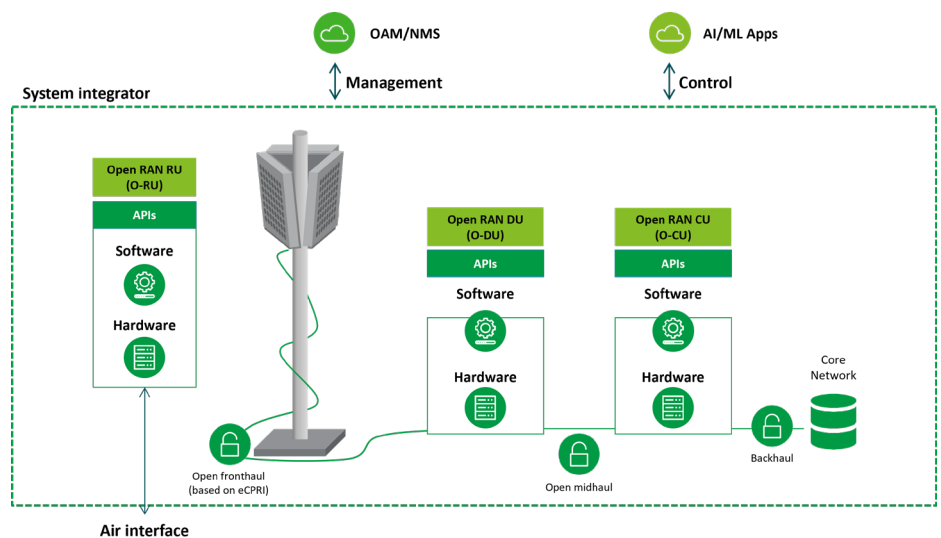 OAM/NMS
AI/ML Apps
Management
Control
System integrator
Open RAN RU
(O-RU)
APIs
Software
Hardware
Open RAN DU
(O-DU)
APIs
Software
Hardware
Open RAN CU
(O-CU)
APIs
Software
Hardware
Core
Network
Open fronthaul
(based on eCPRI)
Open midhaul
Backhaul
Air interface